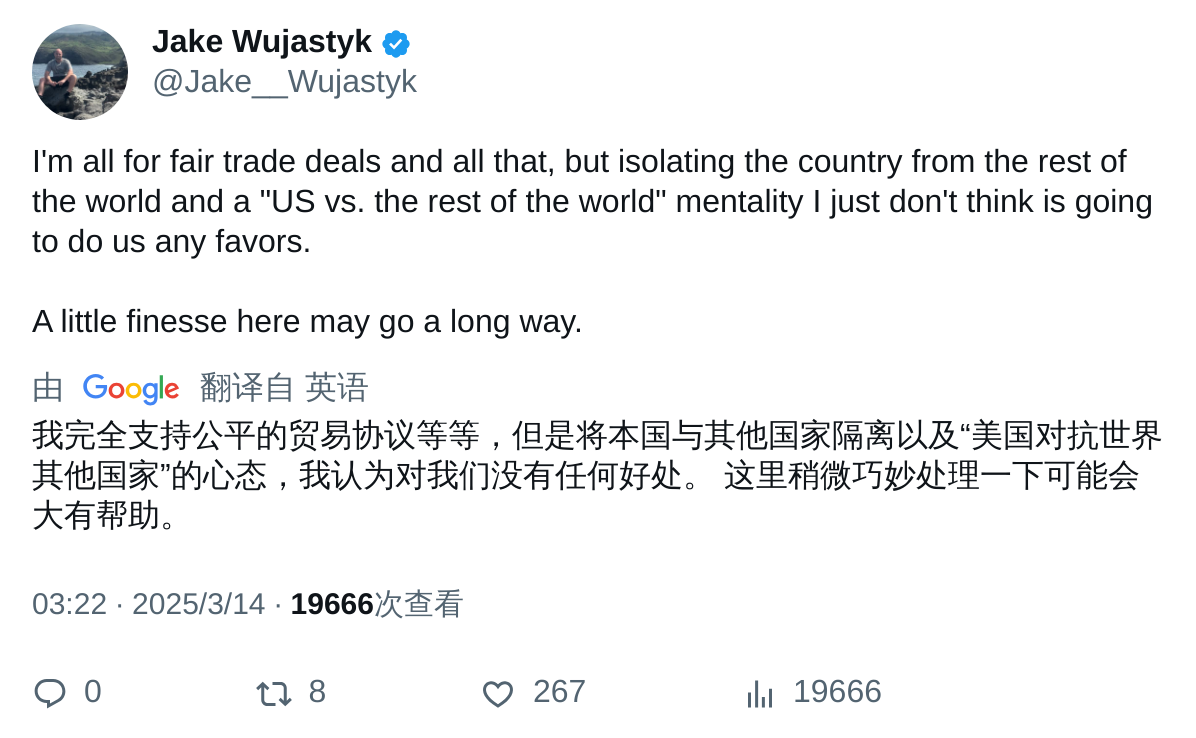 Jake Wujastyk
@Jake__Wujastyk
I'm all for fair trade deals and all that, but isolating the country from the rest of
the world and a "US vs. the rest of the world" mentality I just don't think is going
to do us any favors.
A little finesse here may go a long way.
由 Google 翻译自 英语
我完全支持公平的贸易协议等等，但是将本国与其他国家隔离以及“美国对抗世界
其他国家”的心态，我认为对我们没有任何好处。 这里稍微巧妙处理一下可能会
大有帮助。
03:22 · 2025/3/14 · 19666次查看
0 8 267 19666